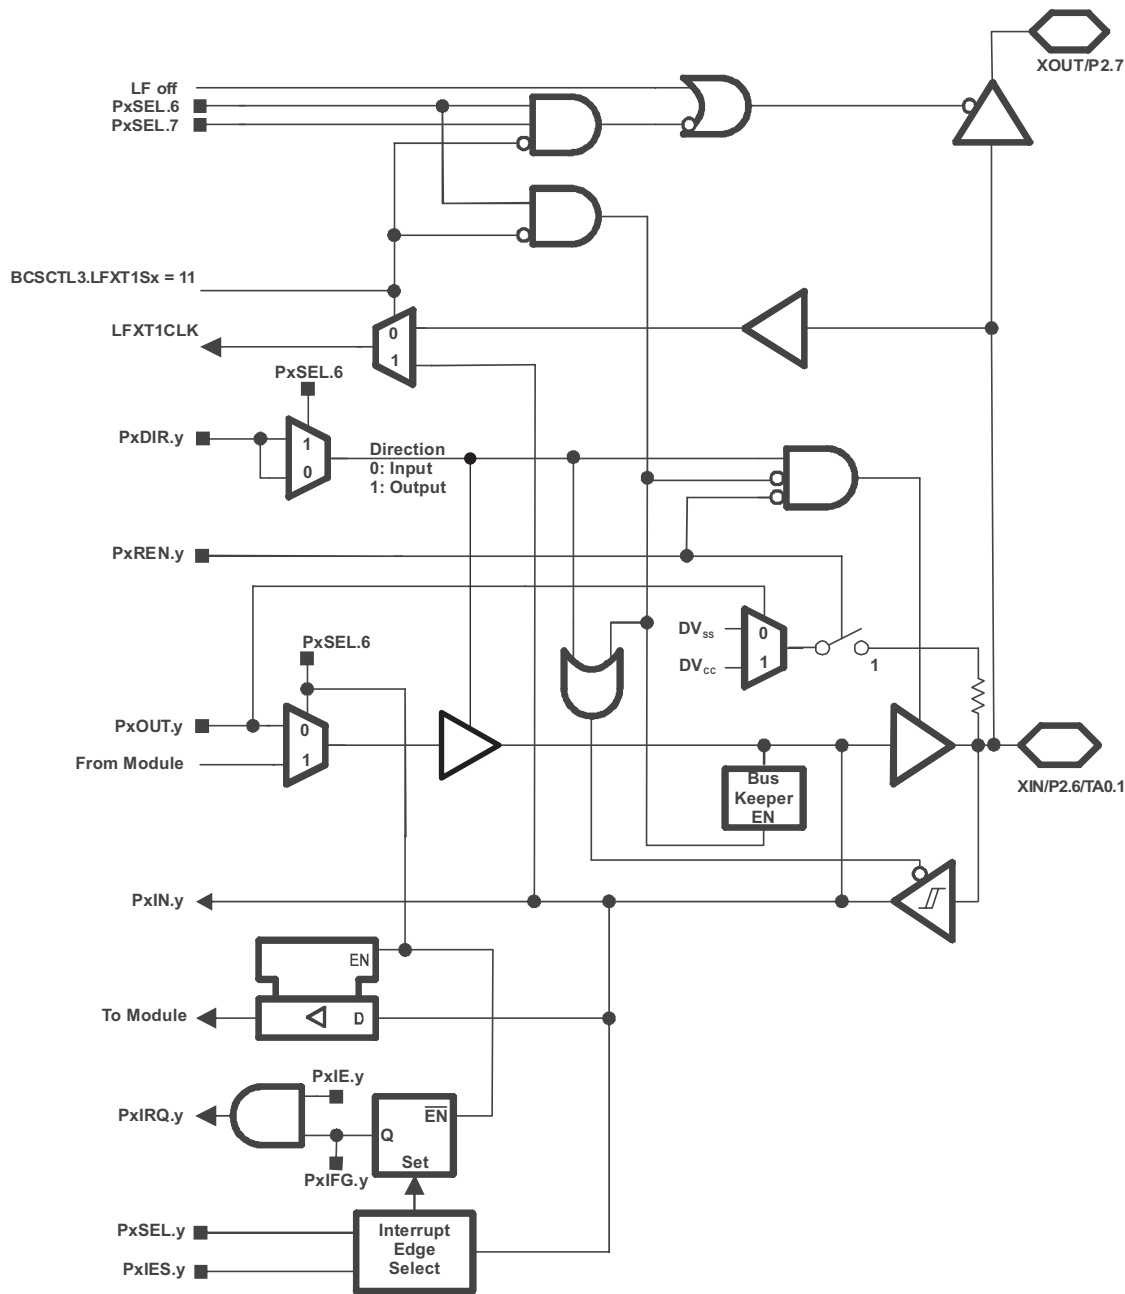 XOUT/P2.7
LF off
PxSEL.6
PxSEL.7
BCSCTL3.LFXT1Sx = 11
LFXT1CLK
0
1
PxSEL.6
PxDIR.y
1
0
Direction
0: Input
1: Output
PxREN.y
DVSS
0
DVCC
1
1
PxSEL.6
PxOUT.y
0
From Module
1
Bus
Keeper
EN
XIN/P2.6/TA0.1
PxIN.y
EN
To Module
D
PxIE.y
PxIRQ.y
EN
Q
Set
PxIFG.y
PxSEL.y
PxIES.y
Interrupt
Edge
Select